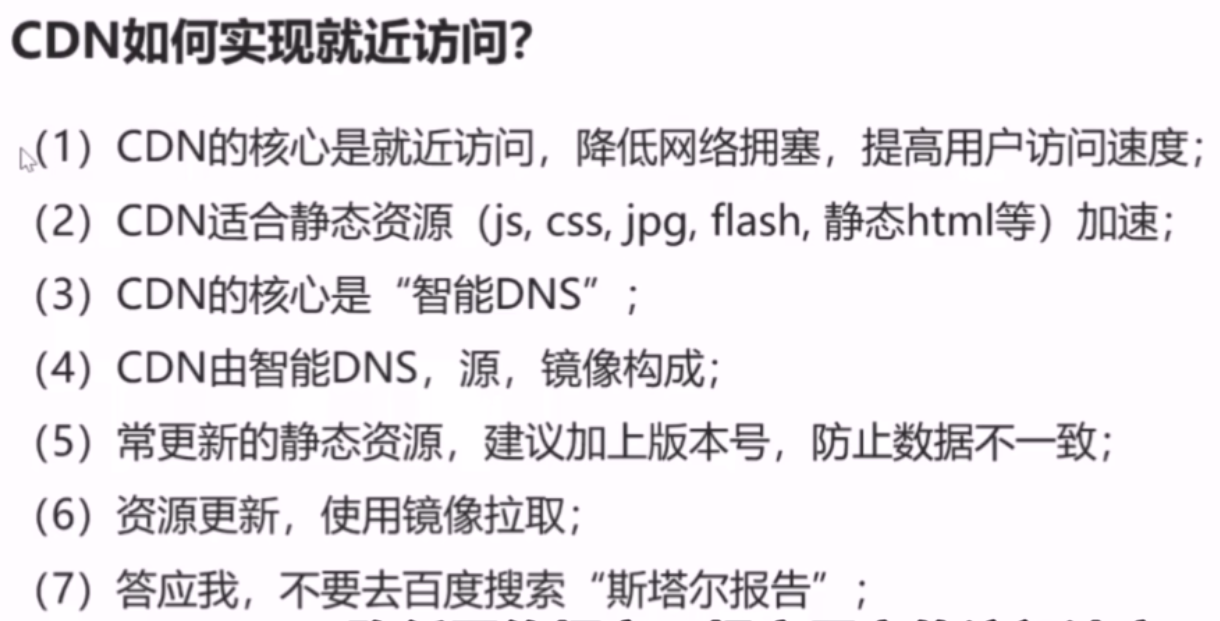 CDN如何实现就近访问？
（1）CDN的核心是就近访问，降低网络拥塞，提高用户访问速度；
（2）CDN适合静态资源（js, css, jpg, flash, 静态html等）加速；
（3）CDN的核心是“智能DNS”；
（4）CDN由智能DNS，源，镜像构成；
（5）常更新的静态资源，建议加上版本号，防止数据不一致；
（6）资源更新，使用镜像拉取；
（7）答应我，不要去百度搜索“斯塔尔报告”；